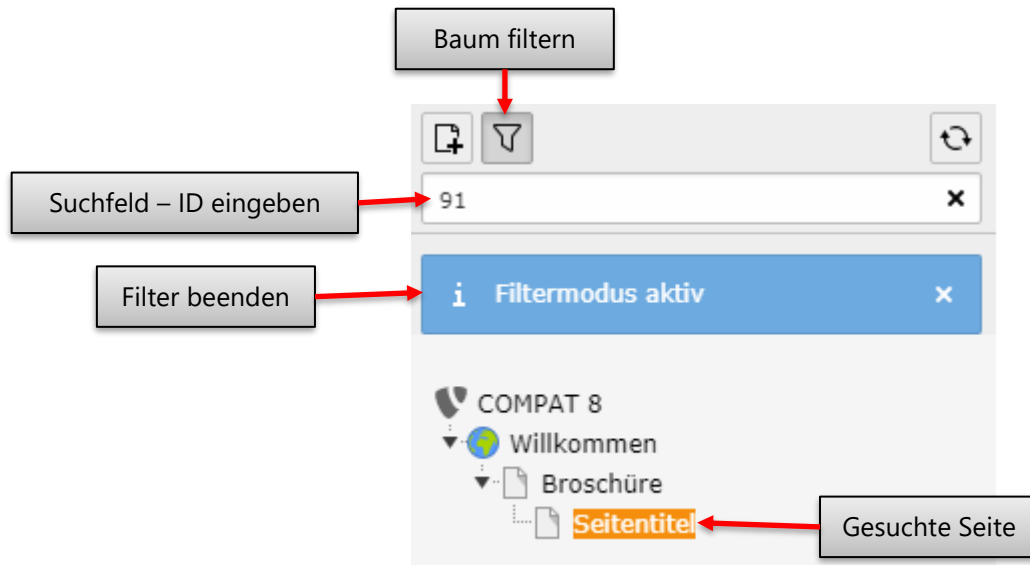 Baum filtern
Suchfeld – ID eingeben
91
Filter beenden
i Filtermodus aktiv
COMPAT 8
Willkommen
Broschüre
Seitentitel
Gesuchte Seite